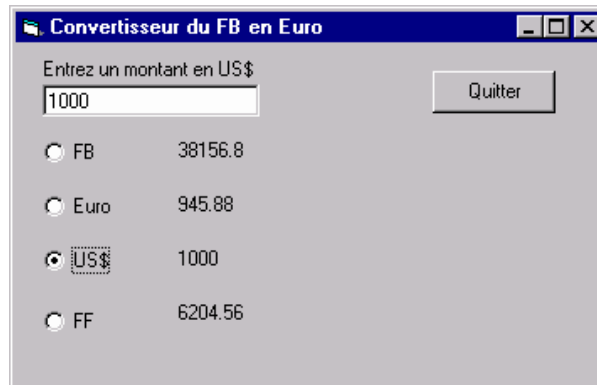 Convertisseur du FB en Euro
Entrez un montant en US$
1000
Quitter
FB 38156.8
Euro 945.88
US$ 1000
FF 6204.56